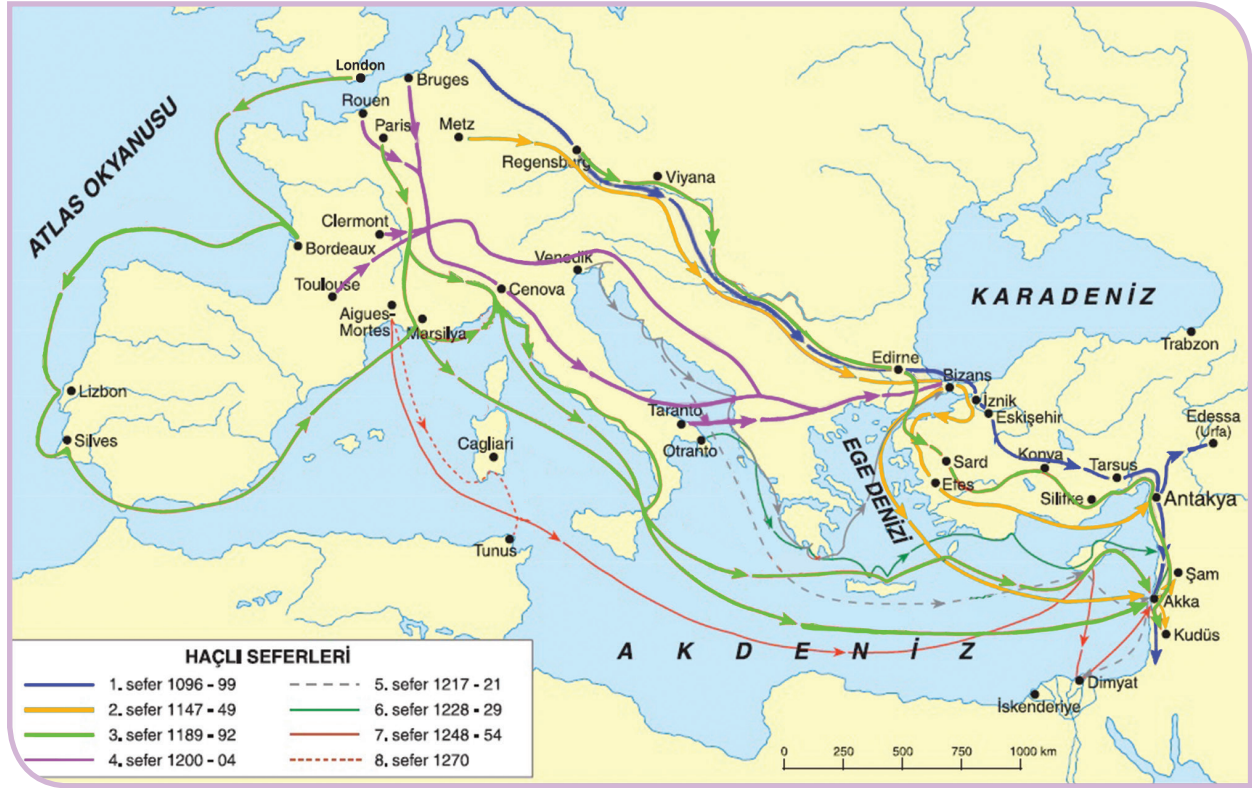 London
Bruges
Rouen
Paris
Metz
Regensburg
Viyana
ATLAS OKYANUSU
Clermont
Bordeaux
Venedik
Toulouse
Cenova
Aigues-
Mortes
Marsilya
KARADENİZ
Trabzon
Edirne
Bizans
İznik
Eskişehir
Lizbon
Silves
Taranto
Otranto
Cagliari
EGE DENİZİ
Sard
Efes
Konya
Tarsus
Silifke
Edessa
(Urfa)
Antakya
Tunus
Şam
Akka
Kudüs
AKDENİZ
Dimyat
İskenderiye
HAÇLI SEFERLERİ
1. sefer 1096 - 99
2. sefer 1147 - 49
3. sefer 1189 - 92
4. sefer 1200 - 04
5. sefer 1217 - 21
6. sefer 1228 - 29
7. sefer 1248 - 54
8. sefer 1270
0 250 500 750 1000 km